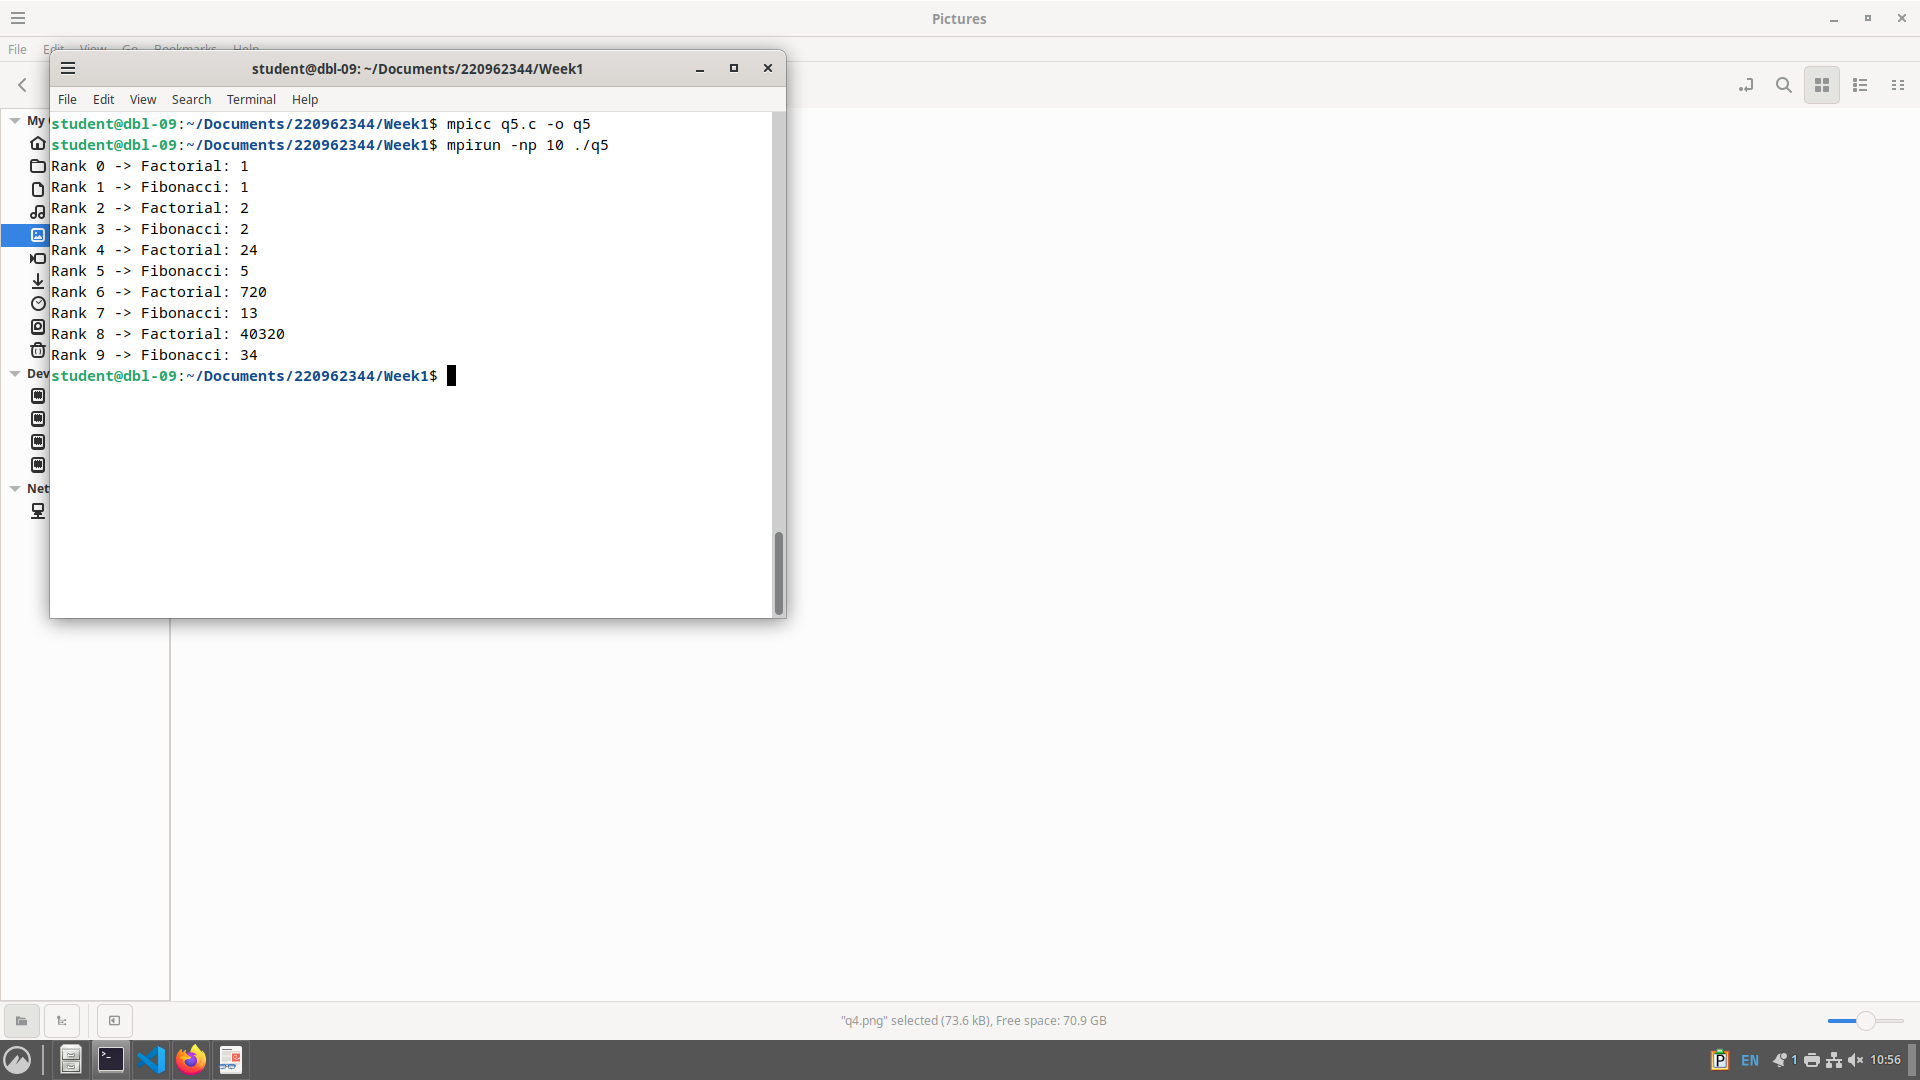 Pictures
File Edit View Go Bookmarks Help
student@dbl-09: ~/Documents/220962344/Week1
File Edit View Search Terminal Help
student@dbl-09:~/Documents/220962344/Week1$ mpicc q5.c -o q5
student@dbl-09:~/Documents/220962344/Week1$ mpirun -np 10 ./q5
Rank 0 -> Factorial: 1
Rank 1 -> Fibonacci: 1
Rank 2 -> Factorial: 2
Rank 3 -> Fibonacci: 2
Rank 4 -> Factorial: 24
Rank 5 -> Fibonacci: 5
Rank 6 -> Factorial: 720
Rank 7 -> Fibonacci: 13
Rank 8 -> Factorial: 40320
Rank 9 -> Fibonacci: 34
student@dbl-09:~/Documents/220962344/Week1$
My
Dev
Net
"q4.png" selected (73.6 kB), Free space: 70.9 GB
EN 1 10:56